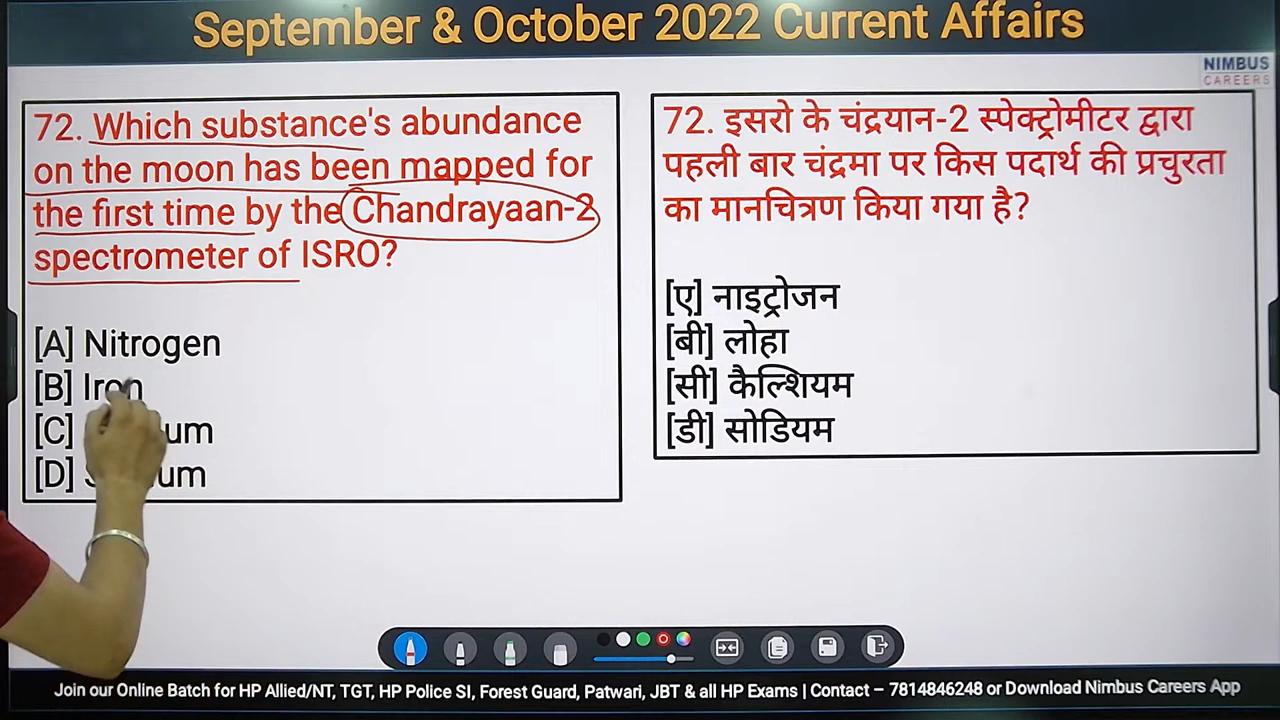 September & October 2022 Current Affairs
NIMBUS
CAREERS
72. Which substance's abundance
on the moon has been mapped for
the first time by the Chandrayaan-2
spectrometer of ISRO?
[A] Nitrogen
[B] Iron
[C]
[D]
72. इसरो के चंद्रयान-2 स्पेक्ट्रोमीटर द्वारा
पहली बार चंद्रमा पर किस पदार्थ की प्रचुरता
का मानचित्रण किया गया है?
[ए] नाइट्रोजन
[बी] लोहा
[सी] कैल्शियम
[डी] सोडियम
Join our Online Batch for HP Allied/NT, TGT, HP Police SI, Forest Guard, Patwari, JBT & all HP Exams | Contact – 7814846248 or Download Nimbus Careers App